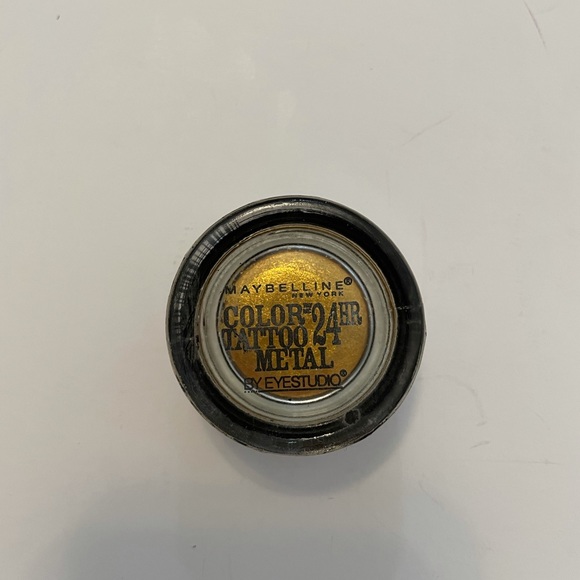 MAYBELLINE®
NEW YORK
COLOR 24HR
TATTOO
METAL
BY EYESTUDIO®